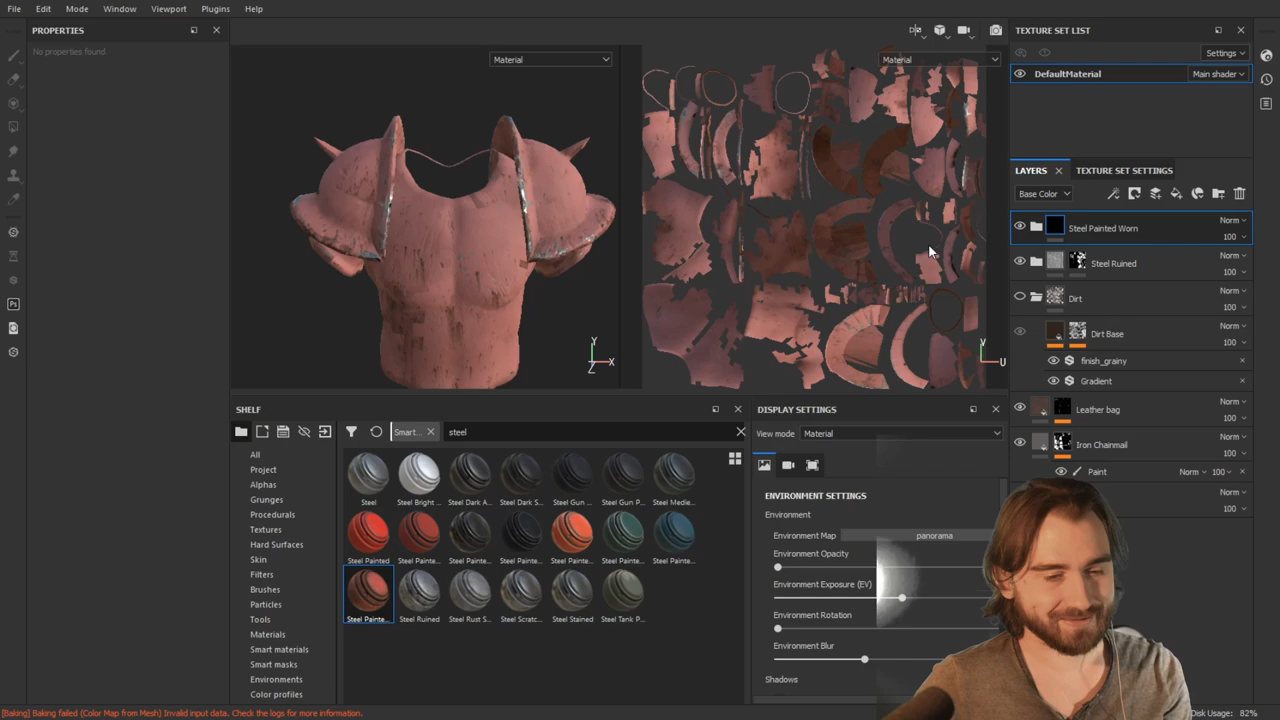 File Edit Mode Window Viewport Plugins Help
PROPERTIES
No properties found
Material
Material
Y
X
Z
V
U
TEXTURE SET LIST
Settings
DefaultMaterial Main shader
LAYERS TEXTURE SET SETTINGS
Base Color
Steel Painted Worn Norm 100
Steel Ruined Norm 100
Dirt Norm 100
Dirt Base Norm 100
finish_grainy
Gradient
Leather bag Norm 100
Iron Chainmail Norm 100
Paint Norm 100
Norm 100
SHELF
Smart... steel
All
Project
Alphas
Grunges
Procedurals
Textures
Hard Surfaces
Skin
Filters
Brushes
Particles
Tools
Materials
Smart materials
Smart masks
Environments
Color profiles
Steel Steel Bright ... Steel Dark A... Steel Dark S... Steel Gun ... Steel Gun P... Steel Medie...
Steel Painted Steel Painte... Steel Painte... Steel Painte... Steel Painte... Steel Painte... Steel Painte...
Steel Painte... Steel Ruined Steel Rust S... Steel Scratc... Steel Stained Steel Tank P...
DISPLAY SETTINGS
View mode Material
ENVIRONMENT SETTINGS
Environment
Environment Map panorama
Environment Opacity
Environment Exposure (EV)
Environment Rotation
Environment Blur
Shadows
Ps
[Baking] Baking failed (Color Map from Mesh) Invalid input data. Check the logs for more information.
Disk Usage: 82%